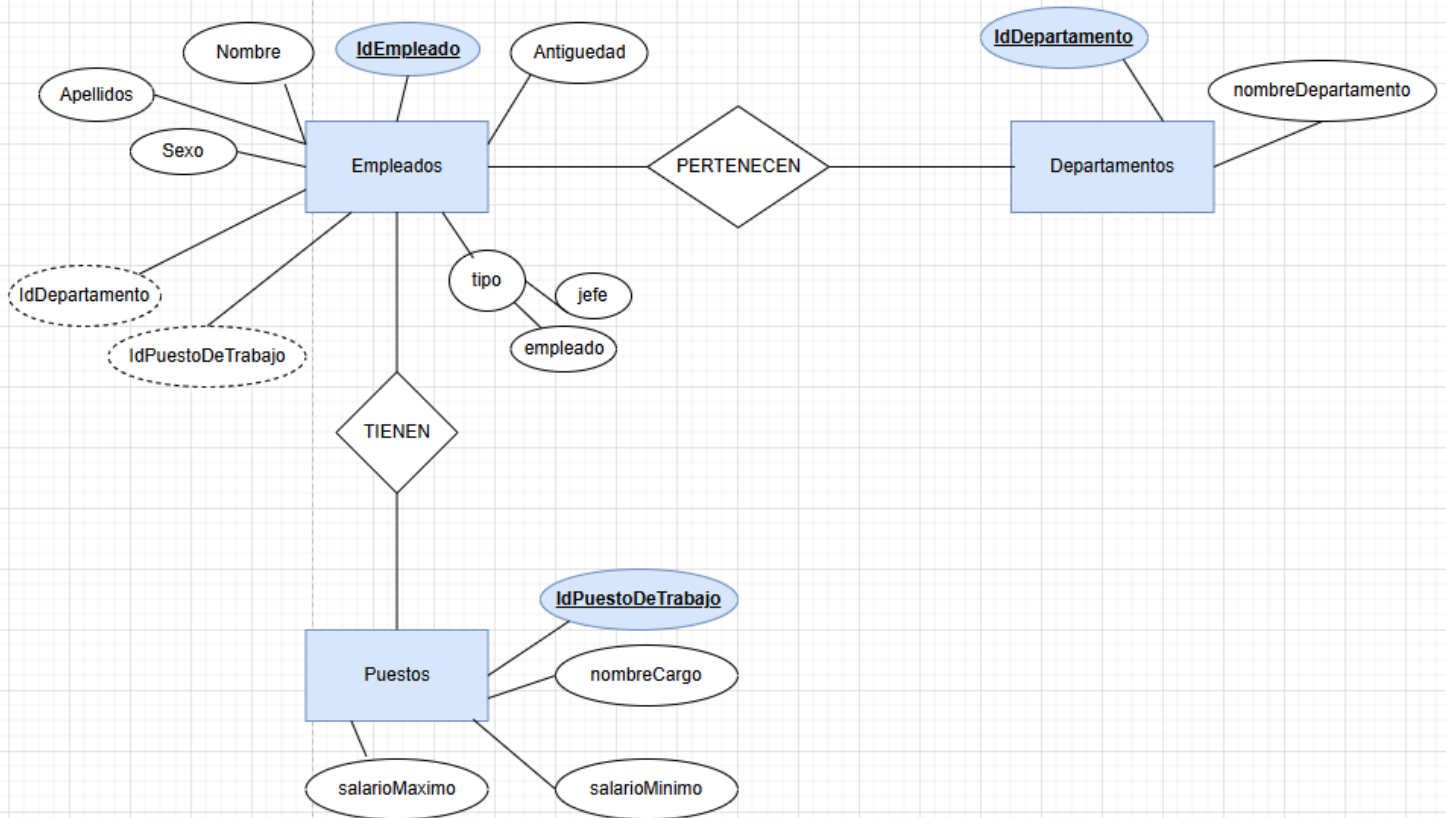 IdEmpleado
Nombre
Antiguedad
Apellidos
Sexo
Empleados
IdDepartamento
IdPuestoDeTrabajo
tipo
jefe
empleado
PERTENECEN
IdDepartamento
nombreDepartamento
Departamentos
TIENEN
IdPuestoDeTrabajo
Puestos
nombreCargo
salarioMaximo
salarioMinimo